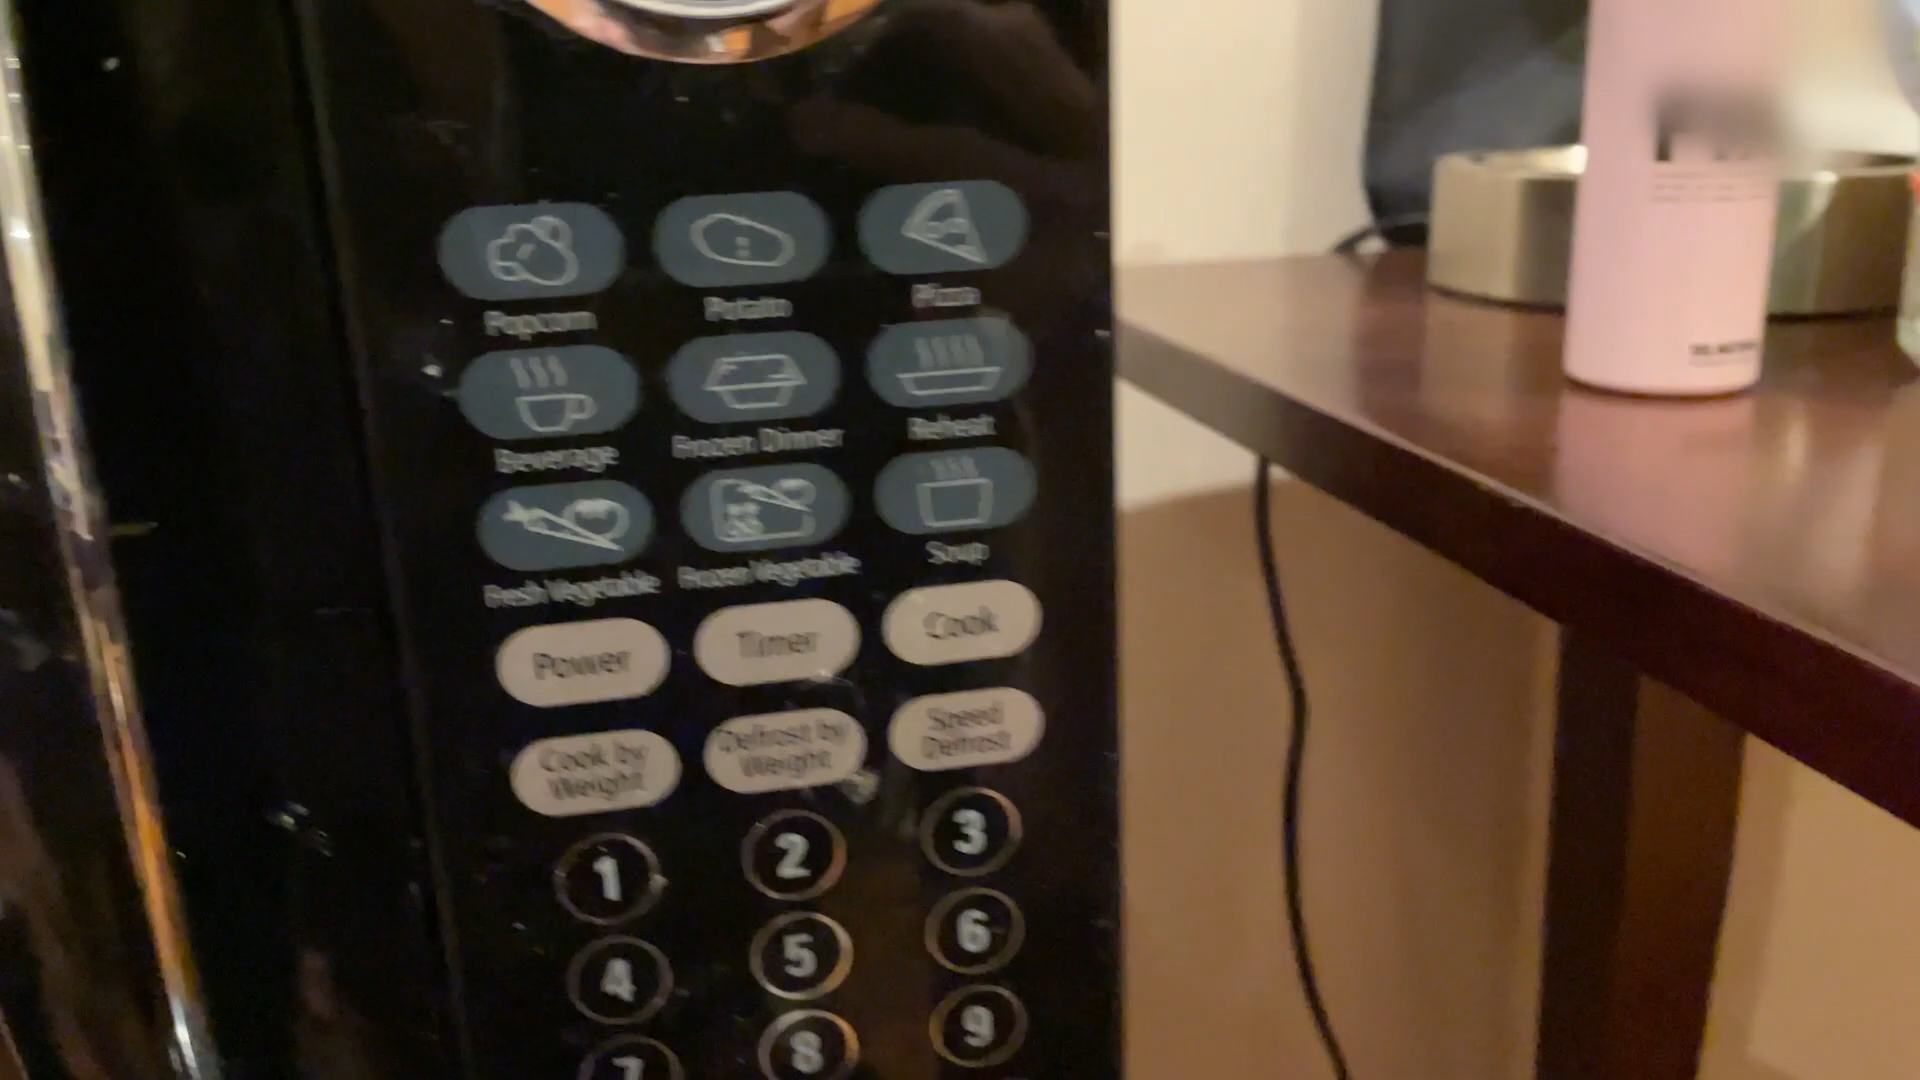 Popcorn
Potato
Pizza
Beverage
Frozen Dinner
Reheat
Fresh Vegetable
Frozen Vegetable
Soup
Power
Timer
Cook
Cook by
Weight
Defrost by
Weight
Speed
Defrost
1
2
3
4
5
6
7
8
9